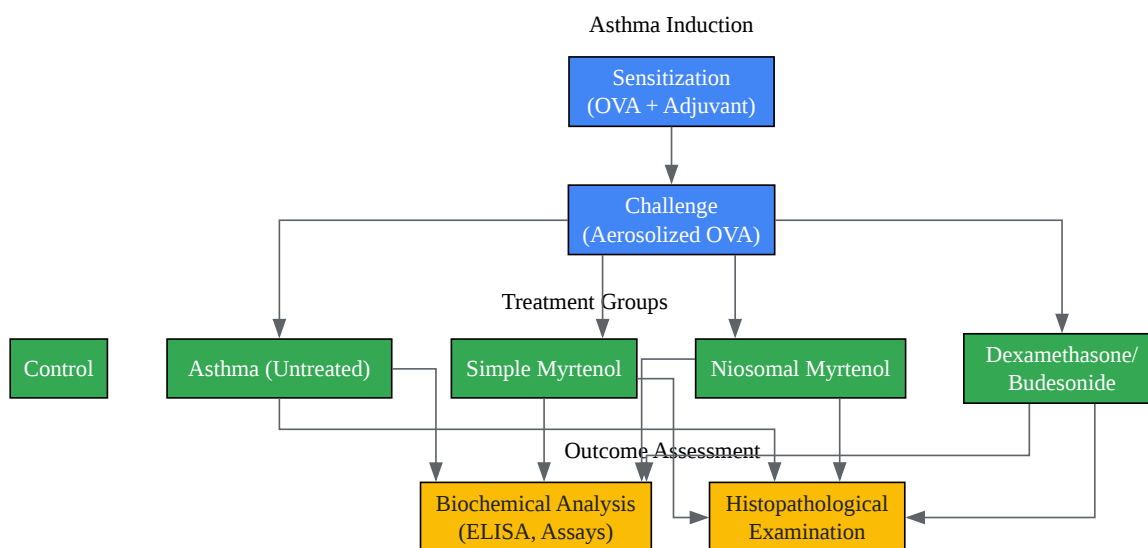 Asthma Induction
Sensitization
(OVA + Adjuvant)
Challenge
(Aerosolized OVA)
Treatment Groups
Control
Asthma (Untreated)
Simple Myrtenol
Niosomal Myrtenol
Dexamethasone/
Budesonide
Outcome Assessment
Biochemical Analysis
(ELISA, Assays)
Histopathological
Examination